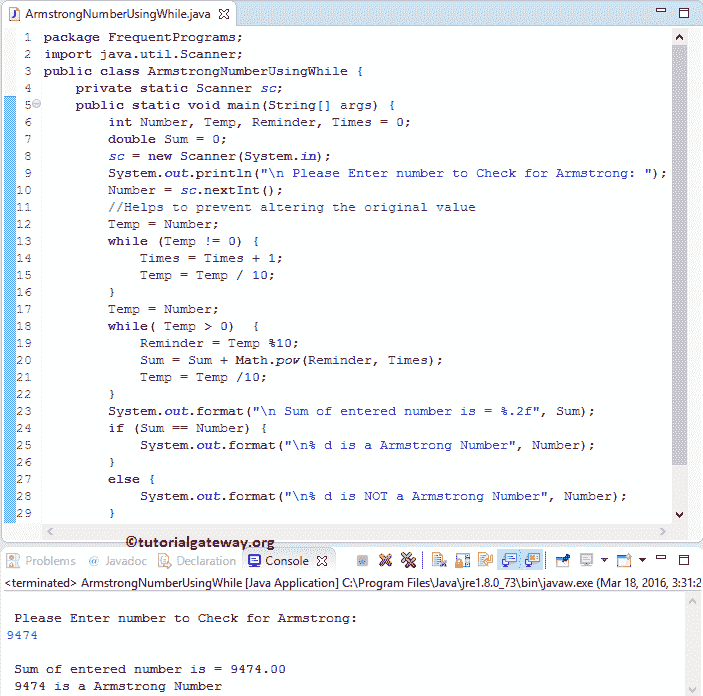 ArmstrongNumberUsingWhile.java
1 package FrequentPrograms;
2 import java.util.Scanner;
3 public class ArmstrongNumberUsingWhile {
4     private static Scanner sc;
5     public static void main(String[] args) {
6         int Number, Temp, Reminder, Times = 0;
7         double Sum = 0;
8         sc = new Scanner(System.in);
9         System.out.println("\n Please Enter number to Check for Armstrong: ");
10         Number = sc.nextInt();
11         //Helps to prevent altering the original value
12         Temp = Number;
13         while (Temp != 0) {
14             Times = Times + 1;
15             Temp = Temp / 10;
16         }
17         Temp = Number;
18         while( Temp > 0)  {
19             Reminder = Temp %10;
20             Sum = Sum + Math.pow(Reminder, Times);
21             Temp = Temp /10;
22         }
23         System.out.format("\n Sum of entered number is = %.2f", Sum);
24         if (Sum == Number) {
25             System.out.format("\n% d is a Armstrong Number", Number);
26         }
27         else {
28             System.out.format("\n% d is NOT a Armstrong Number", Number);
29         }
©tutorialgateway.org
Problems @ Javadoc Declaration Console
<terminated> ArmstrongNumberUsingWhile [Java Application] C:\Program Files\Java\jre1.8.0_73\bin\javaw.exe (Mar 18, 2016, 3:31:2
Please Enter number to Check for Armstrong:
9474
Sum of entered number is = 9474.00
9474 is a Armstrong Number